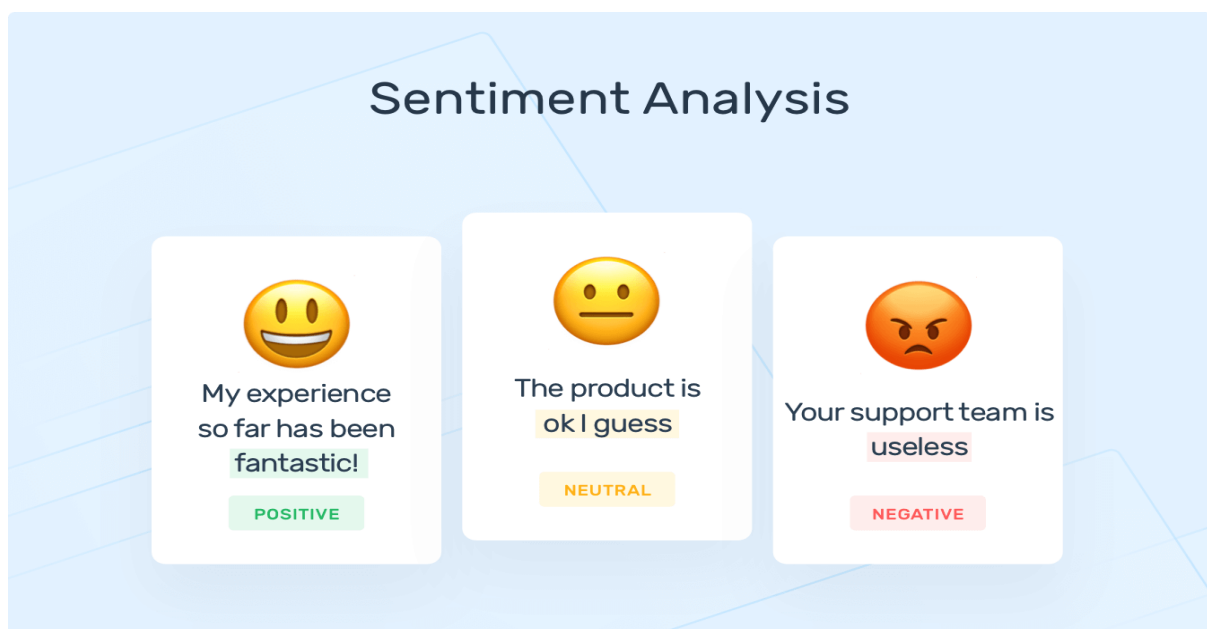 Sentiment Analysis
My experience
so far has been
fantastic!
POSITIVE
The product is
ok I guess
NEUTRAL
Your support team is
useless
NEGATIVE